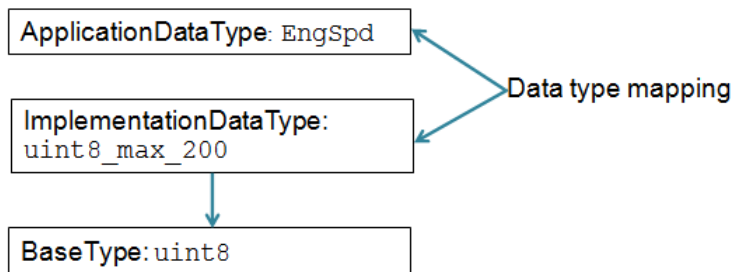 ApplicationDataType: EngSpd
Data type mapping
ImplementationDataType:
uint8_max_200
BaseType: uint8